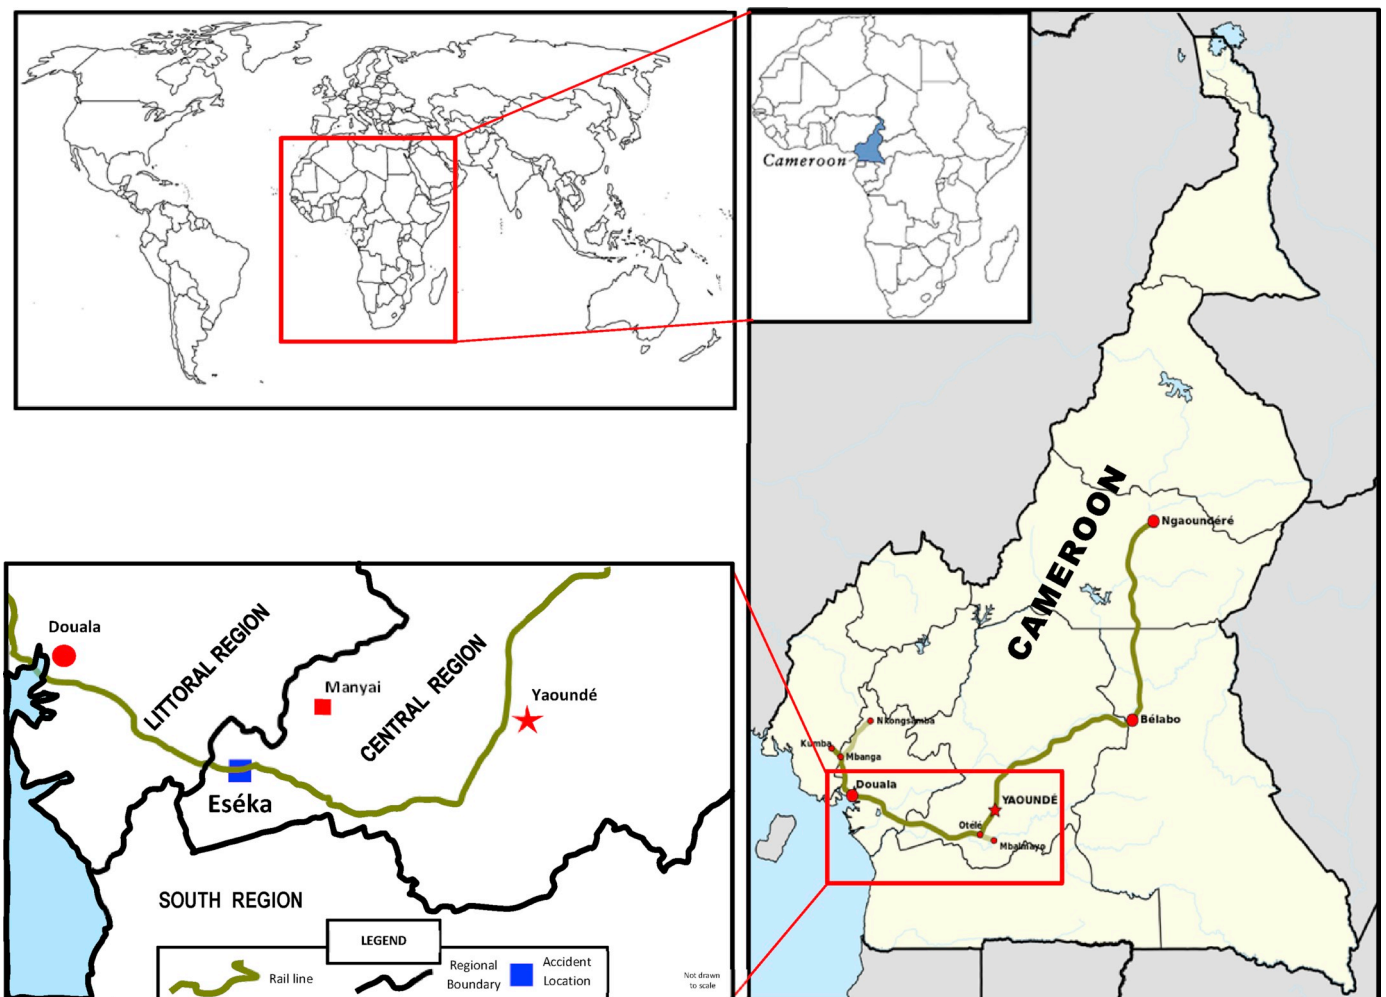 Cameroon
CAMEROON
Ngaoundéré
Bélabo
Nkongsamba
Kumba
Mbanga
Douala
YAOUNDÉ
Otélé
Mbalmayo
Douala
LITTORAL REGION
Manyai
CENTRAL REGION
Yaoundé
Eséka
SOUTH REGION
LEGEND
Rail line
Regional
Boundary
Accident
Location
Not drawn
to scale